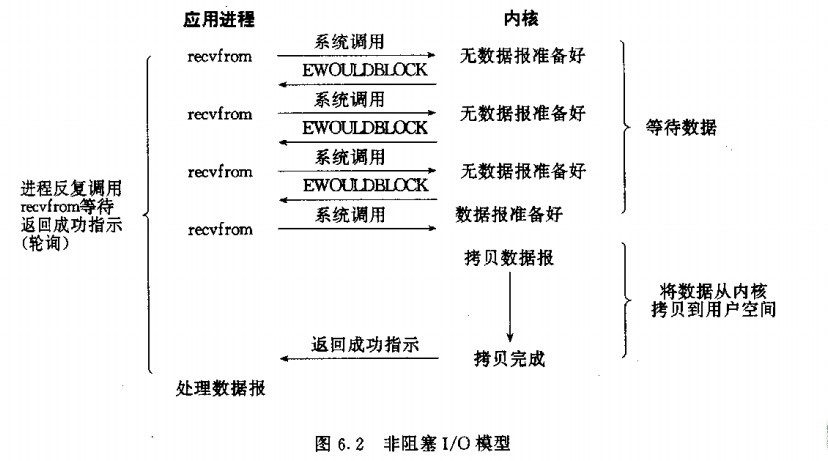 应用进程 内核
系统调用
recvfrom 无数据报准备好
EWOULDBLOCK
系统调用
recvfrom 无数据报准备好
EWOULDBLOCK
等待数据
系统调用
recvfrom 无数据报准备好
EWOULDBLOCK
进程反复调用
recvfrom等待
返回成功指示
(轮询)
系统调用
recvfrom 数据报准备好
拷贝数据报
将数据从内核
拷贝到用户空间
返回成功指示
拷贝完成
处理数据报
图 6.2 非阻塞 I/O 模型